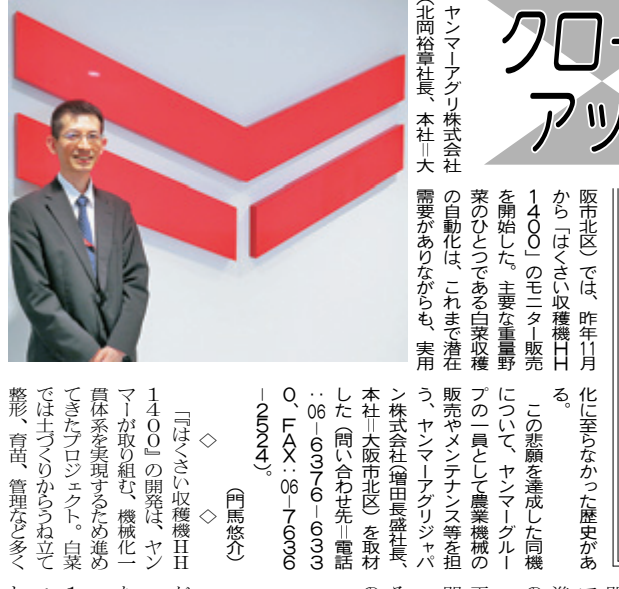 クロー
アッ
ヤンマーアグリ株式会社
(北岡裕章社長、本社=大
阪市北区)では、昨年11月
から「はくさい収穫機HH
1400」のモニター販売
を開始した。主要な重量野
菜のひとつである白菜収穫
の自動化は、これまで潜在
需要がありながらも、実用
化に至らなかった歴史があ
る。
この悲願を達成した同機
について、ヤンマーグルー
プの一員として農業機械の
販売やメンテナンス等を担
う、ヤンマーアグリジャパ
ン株式会社(増田長盛社長、
本社=大阪市北区)を取材
した(問い合わせ先=電話
:06-6376-633
0、FAX:06-7636
-2524)。
(門馬悠介)
◇ ◇
『はくさい収穫機HH
1400』の開発は、ヤン
マーが取り組む、機械化一
貫体系を実現するため進め
てきたプロジェクト。白菜
では土づくりからうね立て
整形、育苗、管理など多く